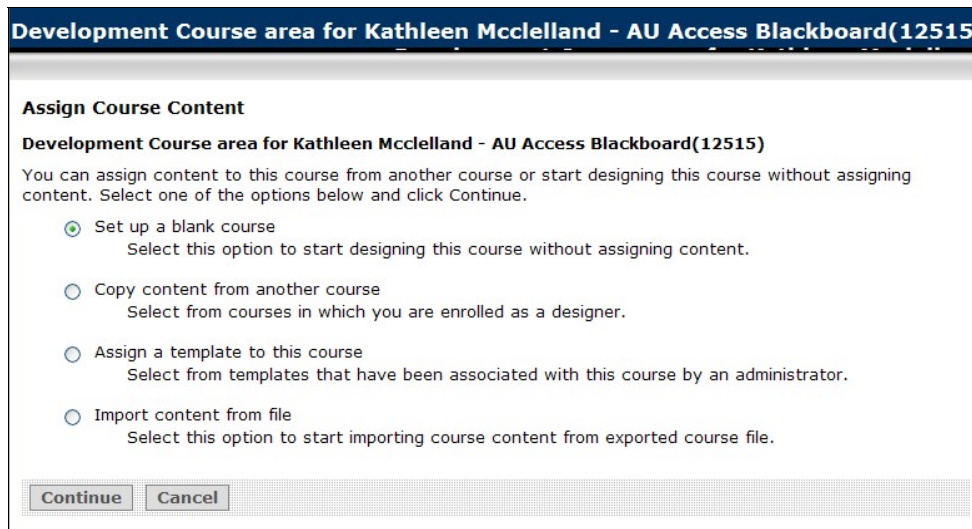 Development Course area for Kathleen Mcclelland - AU Access Blackboard(12515
Assign Course Content
Development Course area for Kathleen Mcclelland - AU Access Blackboard(12515)
You can assign content to this course from another course or start designing this course without assigning
content. Select one of the options below and click Continue.
Set up a blank course
Select this option to start designing this course without assigning content.
Copy content from another course
Select from courses in which you are enrolled as a designer.
Assign a template to this course
Select from templates that have been associated with this course by an administrator.
Import content from file
Select this option to start importing course content from exported course file.
Continue Cancel